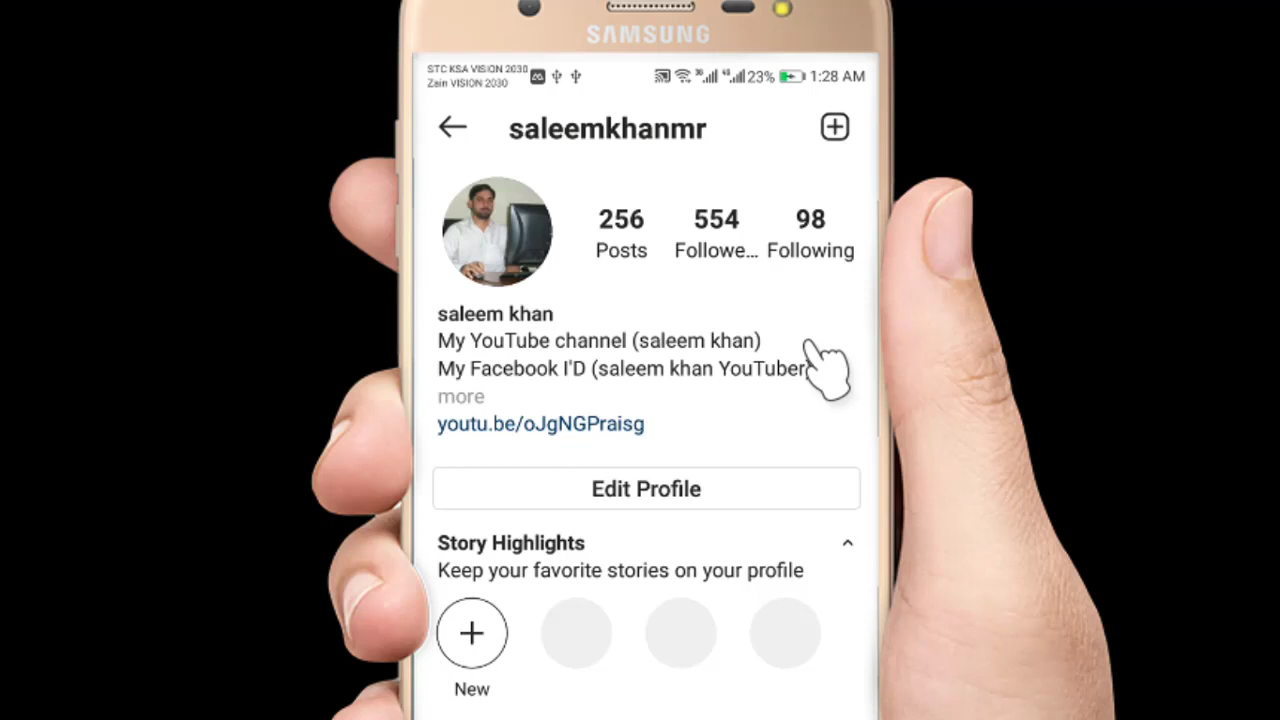 SAMSUNG
STC KSA VISION 2030
Zain VISION 2030
3G 4G 23% 1:28 AM
saleemkhanmr
256 554 98
Posts Followe... Following
saleem khan
My YouTube channel (saleem khan)
My Facebook I'D (saleem khan YouTuber
more
youtu.be/oJgNGPraisg
Edit Profile
Story Highlights
Keep your favorite stories on your profile
New